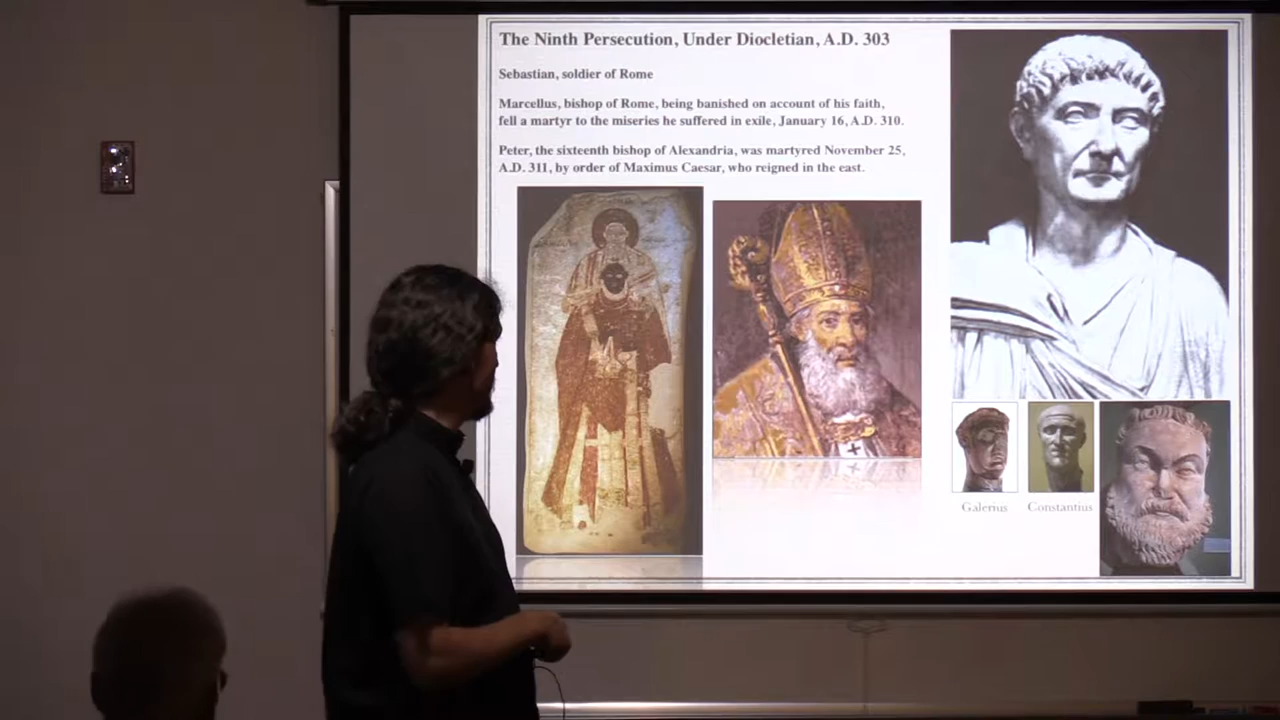 The Ninth Persecution, Under Diocletian, A.D. 303
Sebastian, soldier of Rome
Marcellus, bishop of Rome, being banished on account of his faith,
fell a martyr to the miseries he suffered in exile, January 16, A.D. 310.
Peter, the sixteenth bishop of Alexandria, was martyred November 25,
A.D. 311, by order of Maximus Caesar, who reigned in the east.
Galerius
Constantius